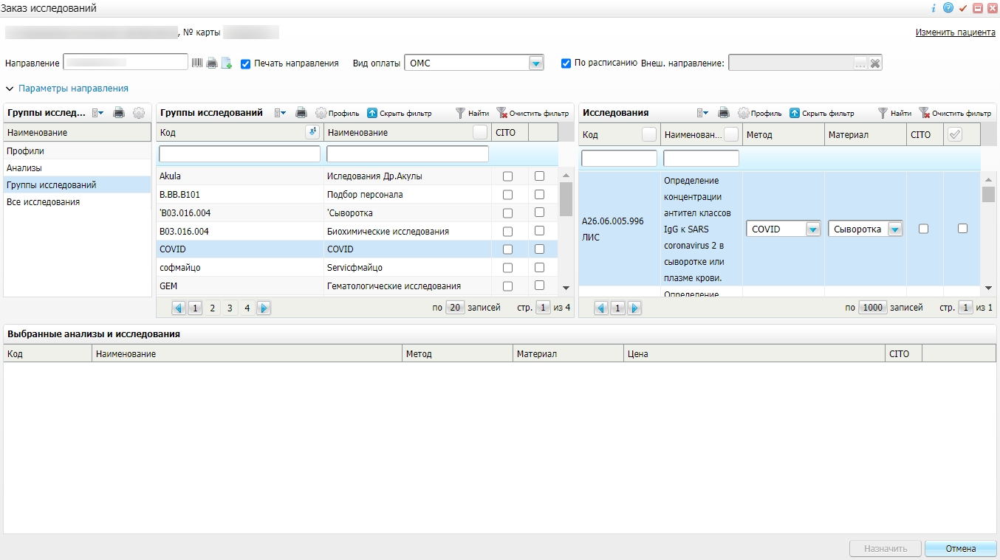 Заказ исследований
, № карты
Изменить пациента
Направление
Печать направления
Вид оплаты
ОМС
По расписанию
Внеш. направление:
...
Параметры направления
Группы исслед...
Наименование
Профили
Анализы
Группы исследований
Все исследования
Группы исследований
Профиль
Скрыть фильтр
Найти
Очистить фильтр
Код Наименование CITO
Akula Иследования Др.Акулы
B.BB.B101 Подбор персонала
'B03.016.004 'Сыворотка
B03.016.004 Биохимические исследования
COVID COVID
софмайцо Servicфмайцо
GEM Гематологические исследования
1 2 3 4 по 20 записей стр. 1 из 4
Исследования
Профиль
Скрыть фильтр
Найти
Очистить фильтр
Код Наименован... Метод Материал CITO
A26.06.005.996
ЛИС
Определение
концентрации
антител классов
IgG к SARS
coronavirus 2 в
сыворотке или
плазме крови.
COVID
Сыворотка
Определение
1 по 1000 записей стр. 1 из 1
Выбранные анализы и исследования
Код Наименование Метод Материал Цена CITO
Назначить
Отмена